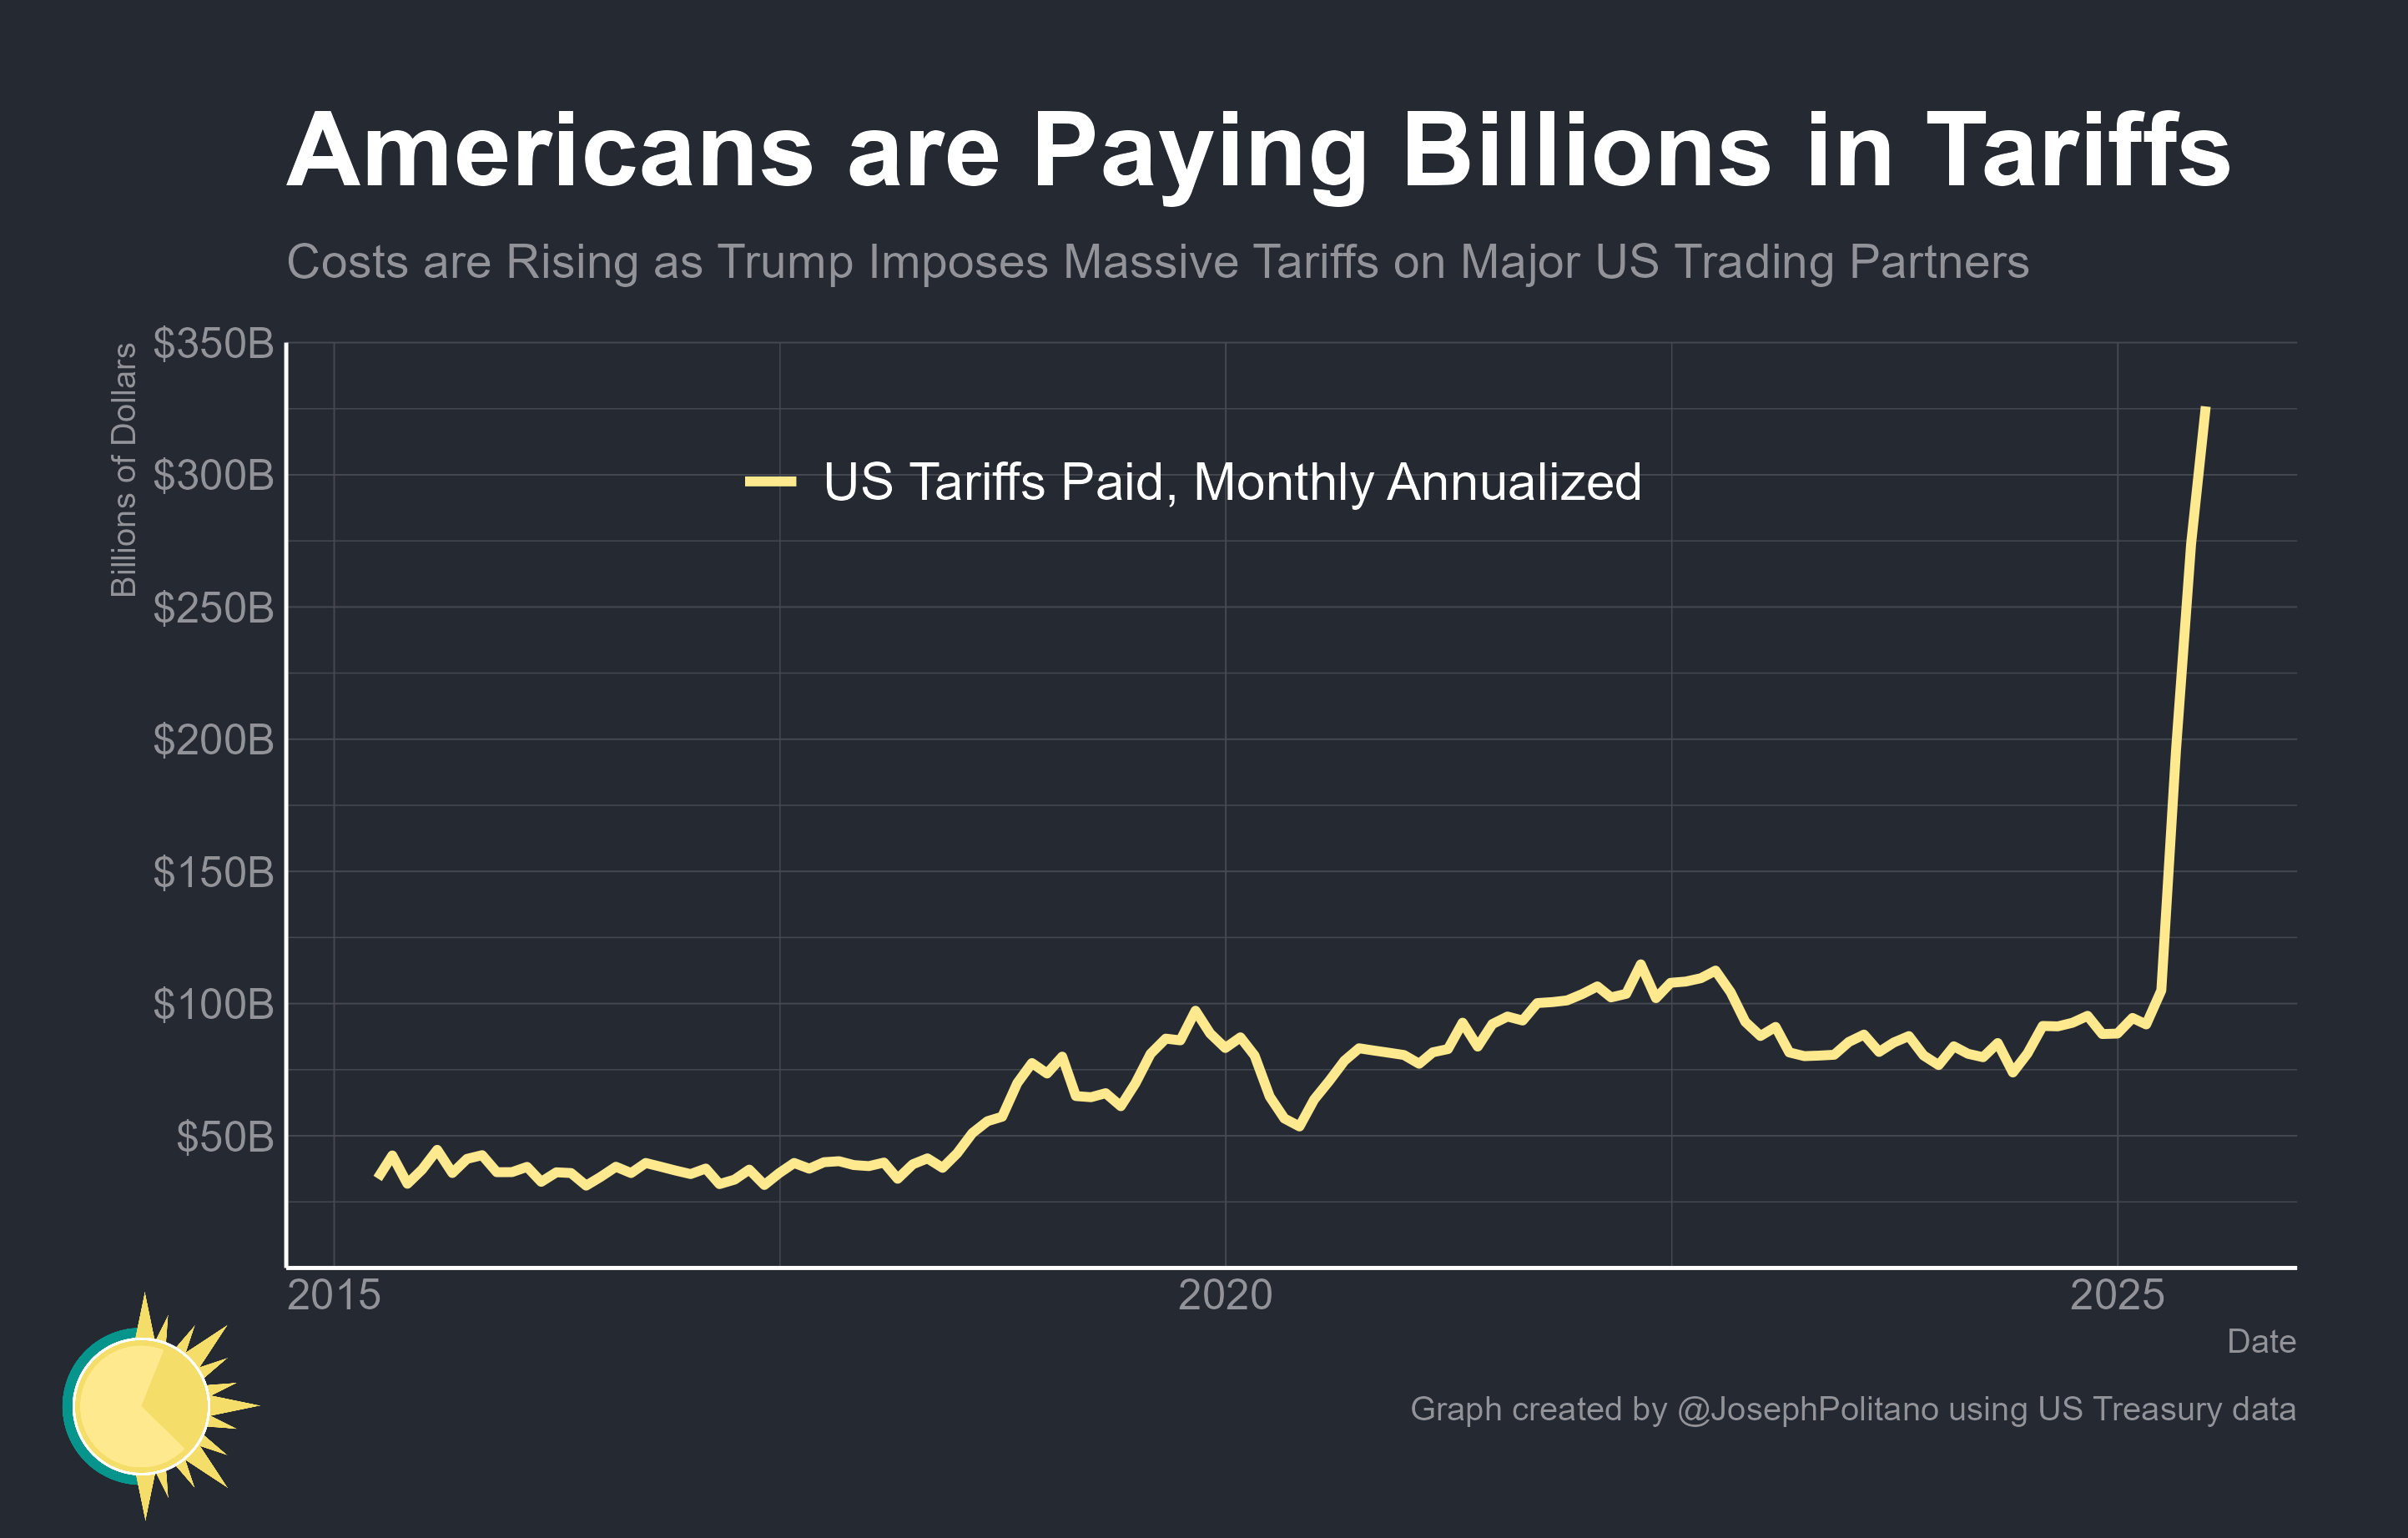 Americans are Paying Billions in Tariffs
Costs are Rising as Trump Imposes Massive Tariffs on Major US Trading Partners
Billions of Dollars
$350B
$300B
$250B
$200B
$150B
$100B
$50B
US Tariffs Paid, Monthly Annualized
2015
2020
2025
Date
Graph created by @JosephPolitano using US Treasury data